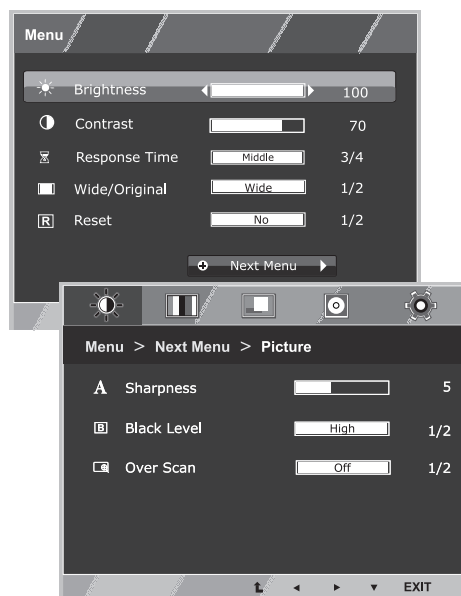 Menu
Brightness 100
Contrast 70
Response Time Middle 3/4
Wide/Original Wide 1/2
R Reset No 1/2
Next Menu
Menu > Next Menu > Picture
A Sharpness 5
B Black Level High 1/2
Over Scan Off 1/2
EXIT